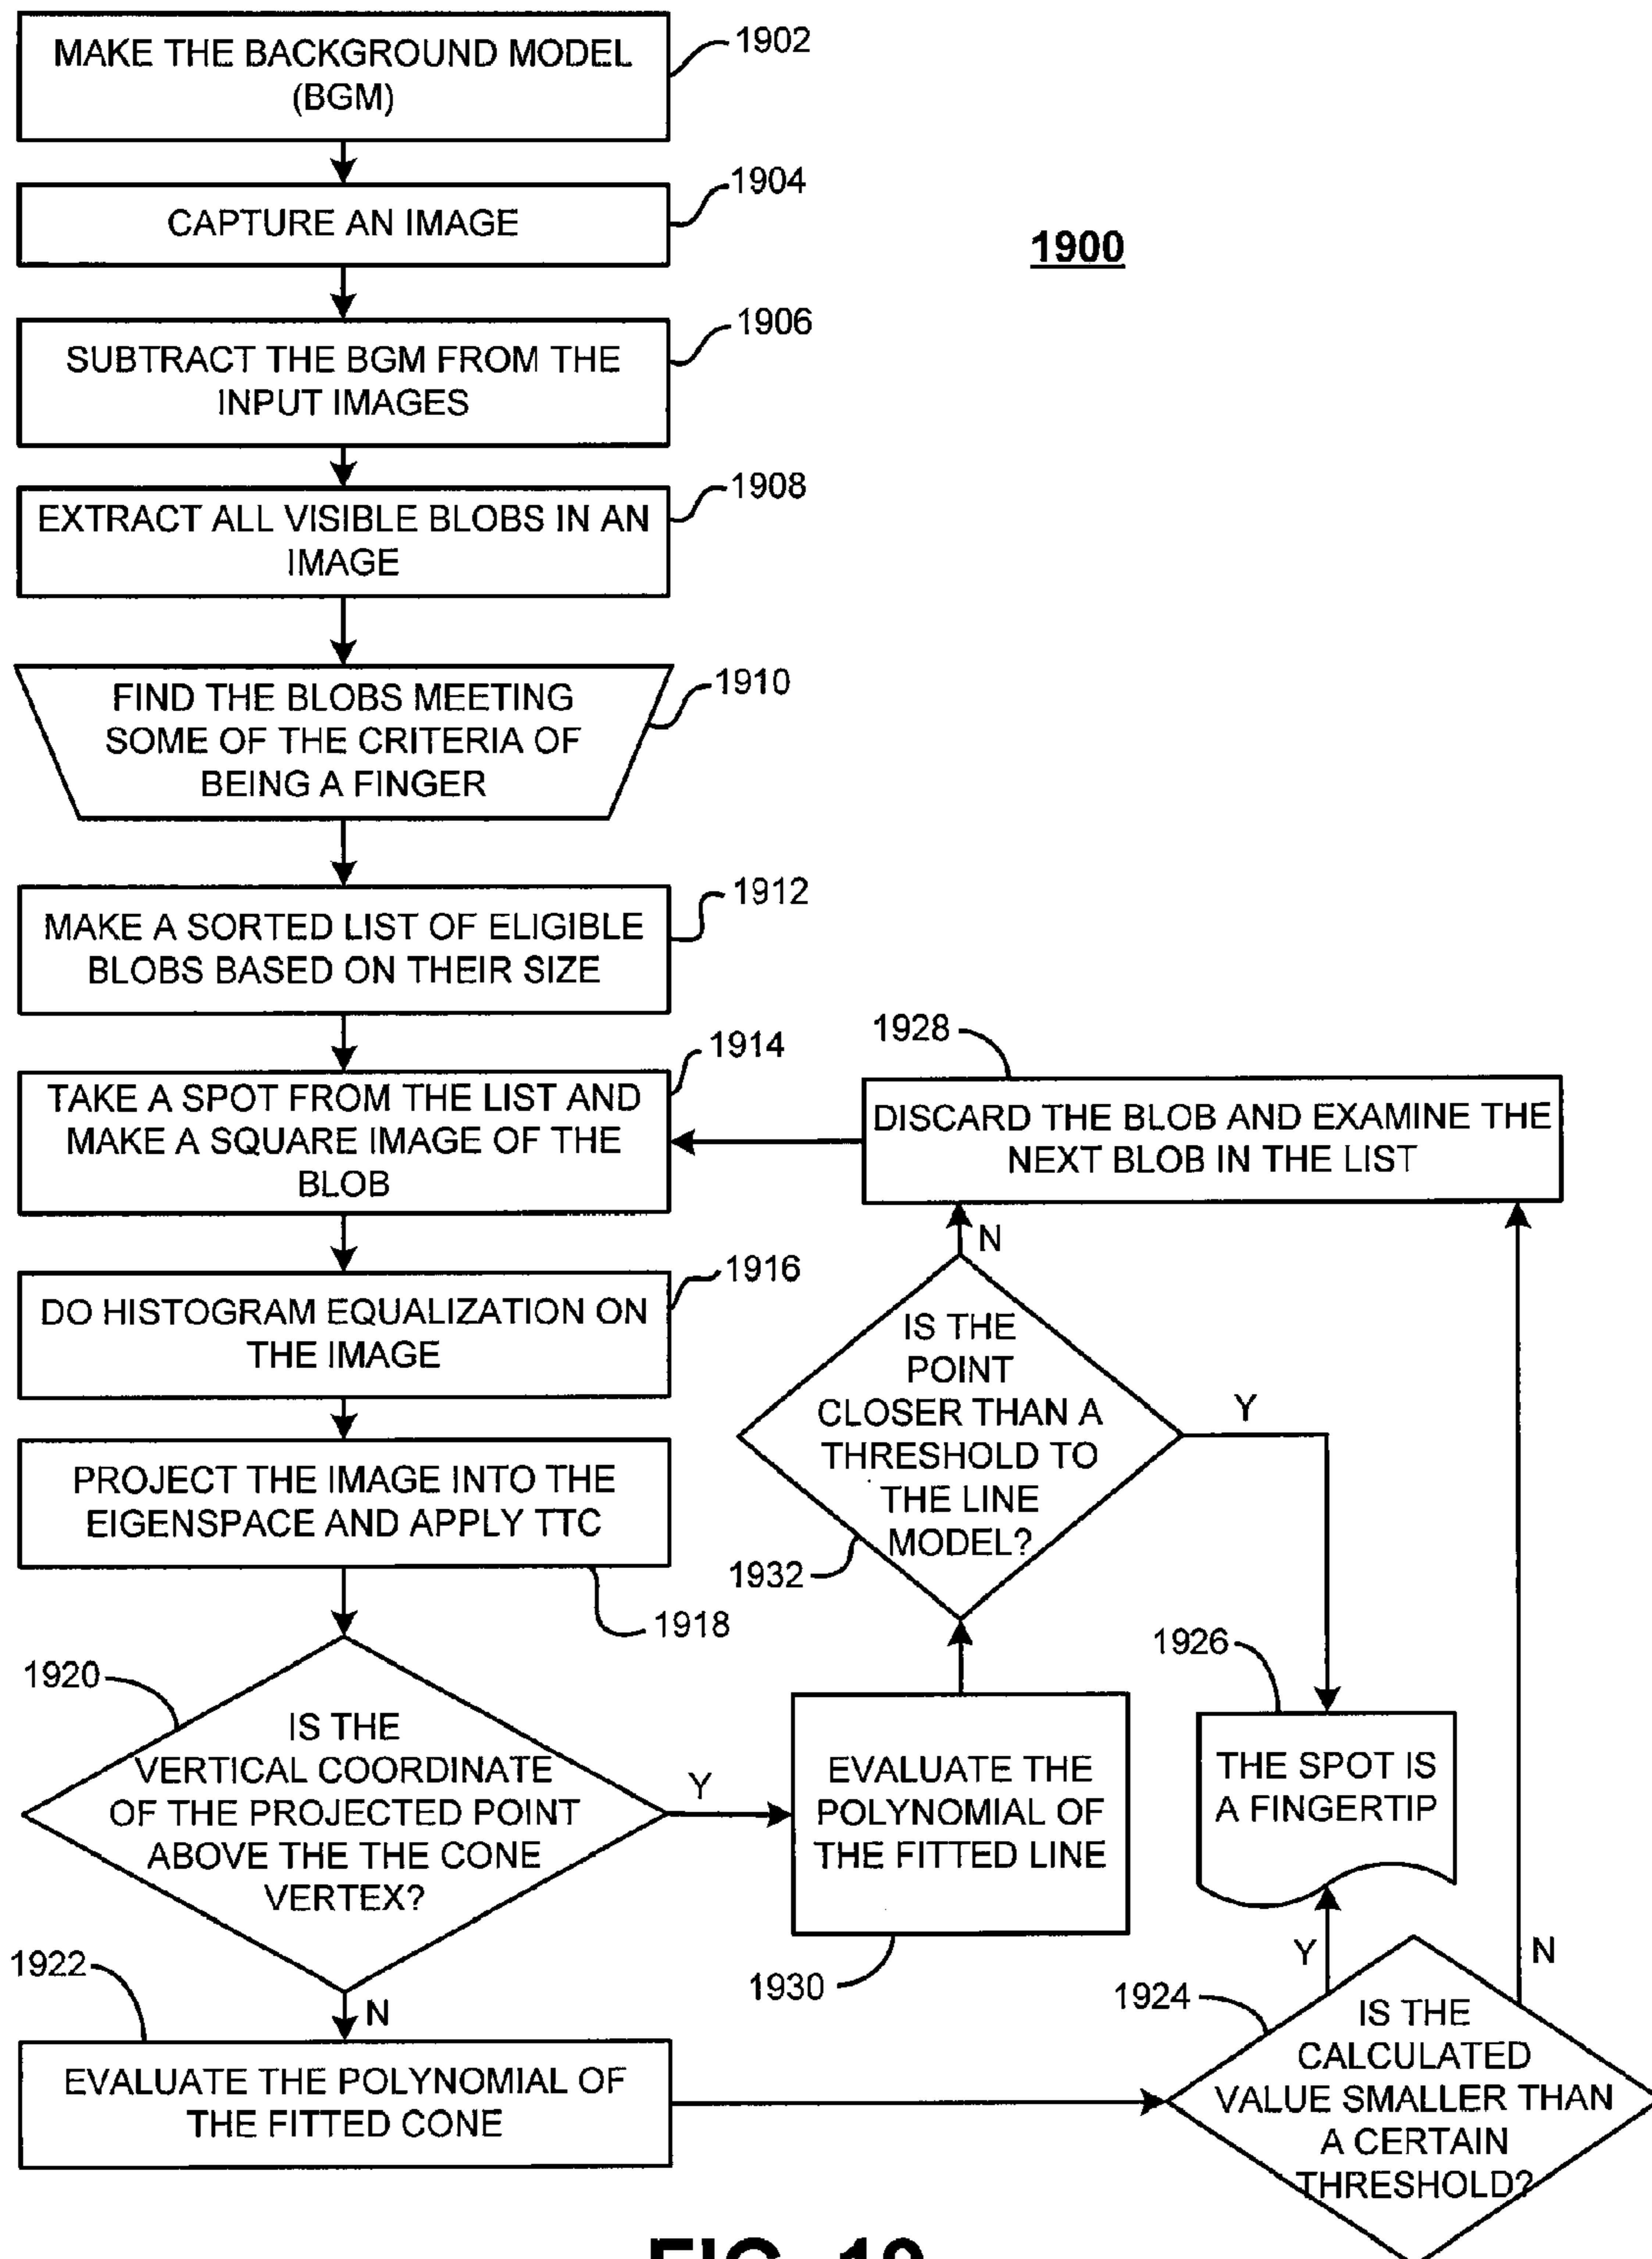 MAKE THE BACKGROUND MODEL
(BGM)
1902
CAPTURE AN IMAGE
1904
1900
SUBTRACT THE BGM FROM THE
INPUT IMAGES
1906
EXTRACT ALL VISIBLE BLOBS IN AN
IMAGE
1908
FIND THE BLOBS MEETING
SOME OF THE CRITERIA OF
BEING A FINGER
1910
MAKE A SORTED LIST OF ELIGIBLE
BLOBS BASED ON THEIR SIZE
1912
TAKE A SPOT FROM THE LIST AND
MAKE A SQUARE IMAGE OF THE
BLOB
1914
1928
DISCARD THE BLOB AND EXAMINE THE
NEXT BLOB IN THE LIST
DO HISTOGRAM EQUALIZATION ON
THE IMAGE
1916
N
IS THE
POINT
CLOSER THAN A
THRESHOLD TO
THE LINE
MODEL?
Y
1932
PROJECT THE IMAGE INTO THE
EIGENSPACE AND APPLY TTC
1918
1920
IS THE
VERTICAL COORDINATE
OF THE PROJECTED POINT
ABOVE THE THE CONE
VERTEX?
Y
EVALUATE THE
POLYNOMIAL OF
THE FITTED LINE
1930
1926
THE SPOT IS
A FINGERTIP
N
1922
EVALUATE THE POLYNOMIAL OF
THE FITTED CONE
Y
N
1924
IS THE
CALCULATED
VALUE SMALLER THAN
A CERTAIN
THRESHOLD?